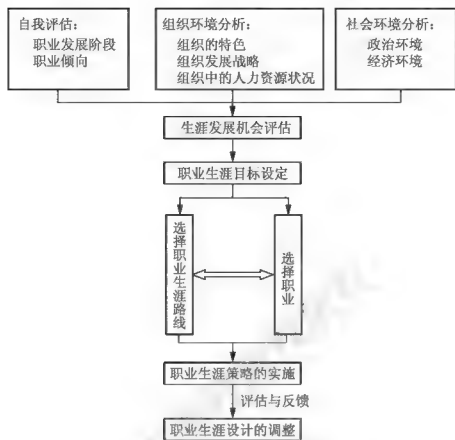 自我评估：
职业发展阶段
职业倾向
组织环境分析：
组织的特色
组织发展战略
组织中的人力资源状况
社会环境分析：
政治环境
经济环境
生涯发展机会评估
职业生涯目标设定
选择职业生涯路线
选择职业
职业生涯策略的实施
评估与反馈
职业生涯设计的调整